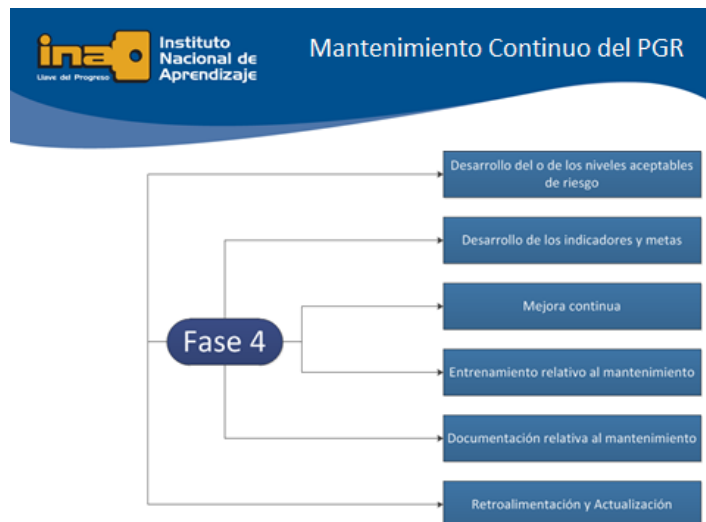 ina
Llave del Progreso
Instituto
Nacional de
Aprendizaje
Mantenimiento Continuo del PGR
Desarrollo del o de los niveles aceptables
de riesgo
Desarrollo de los indicadores y metas
Mejora continua
Fase 4
Entrenamiento relativo al mantenimiento
Documentación relativa al mantenimiento
Retroalimentación y Actualización